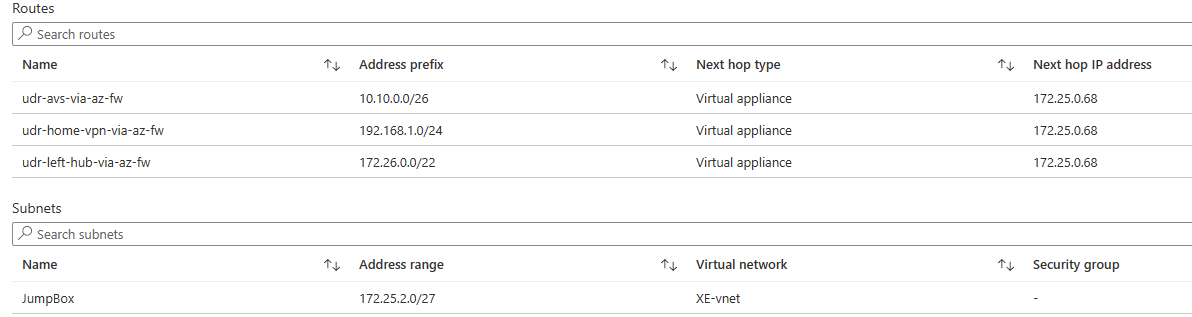 Routes
Search routes
Name Address prefix Next hop type Next hop IP address
udr-avs-via-az-fw 10.10.0.0/26 Virtual appliance 172.25.0.68
udr-home-vpn-via-az-fw 192.168.1.0/24 Virtual appliance 172.25.0.68
udr-left-hub-via-az-fw 172.26.0.0/22 Virtual appliance 172.25.0.68
Subnets
Search subnets
Name Address range Virtual network Security group
JumpBox 172.25.2.0/27 XE-vnet -